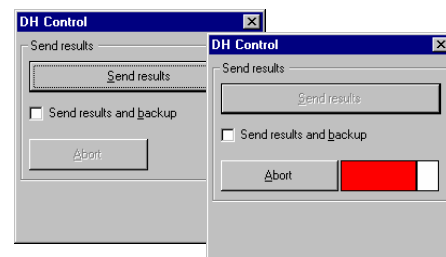 DH Control
Send results
Send results
Send results and backup
Abort
DH Control
Send results
Send results
Send results and backup
Abort